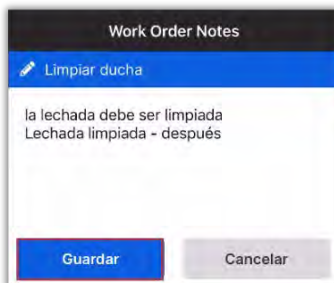 Work Order Notes
Limpiar ducha
la lechada debe ser limpiada
Lechada limpiada - después
Guardar
Cancelar